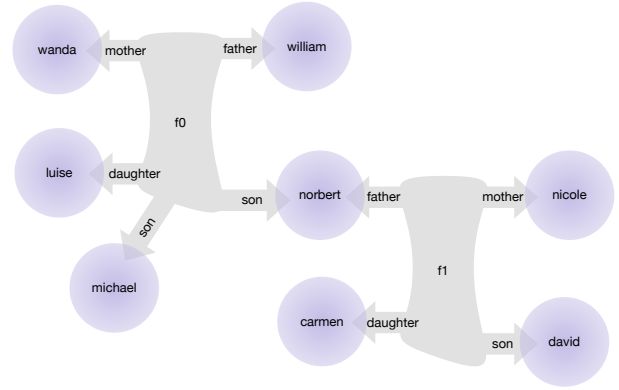 wanda
mother
father
william
f0
luise
daughter
son
norbert
father
mother
nicole
son
michael
f1
carmen
daughter
son
david